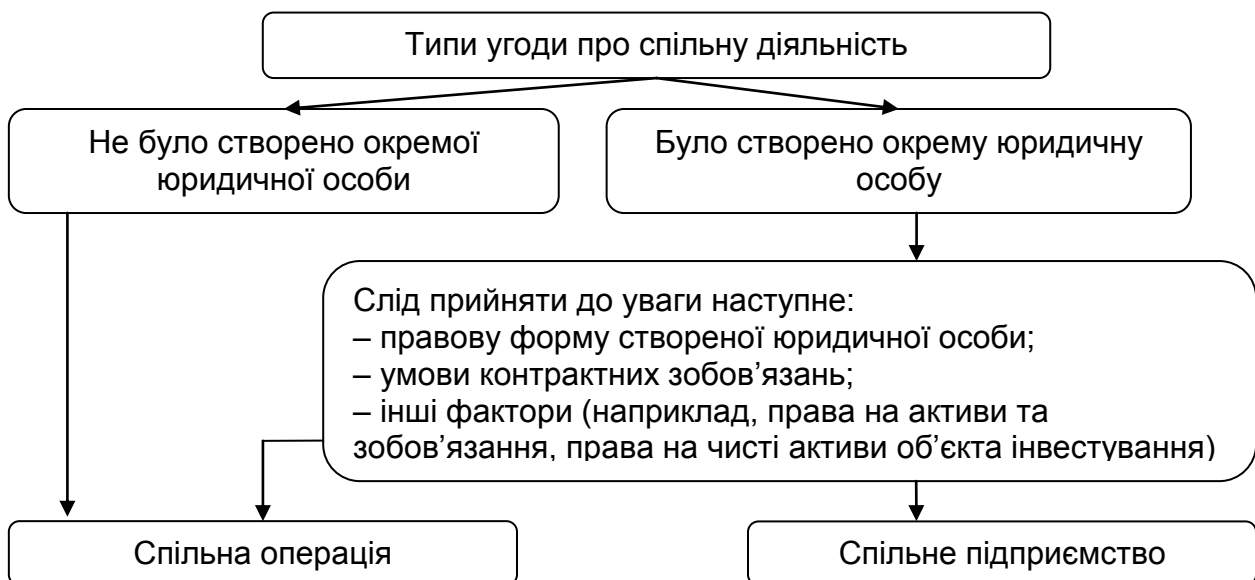 Типи угоди про спільну діяльність
Не було створено окремої
юридичної особи
Було створено окрему юридичну
особу
Слід прийняти до уваги наступне:
– правову форму створеної юридичної особи;
– умови контрактних зобов’язань;
– інші фактори (наприклад, права на активи та
зобов’язання, права на чисті активи об’єкта інвестування)
Спільна операція
Спільне підприємство